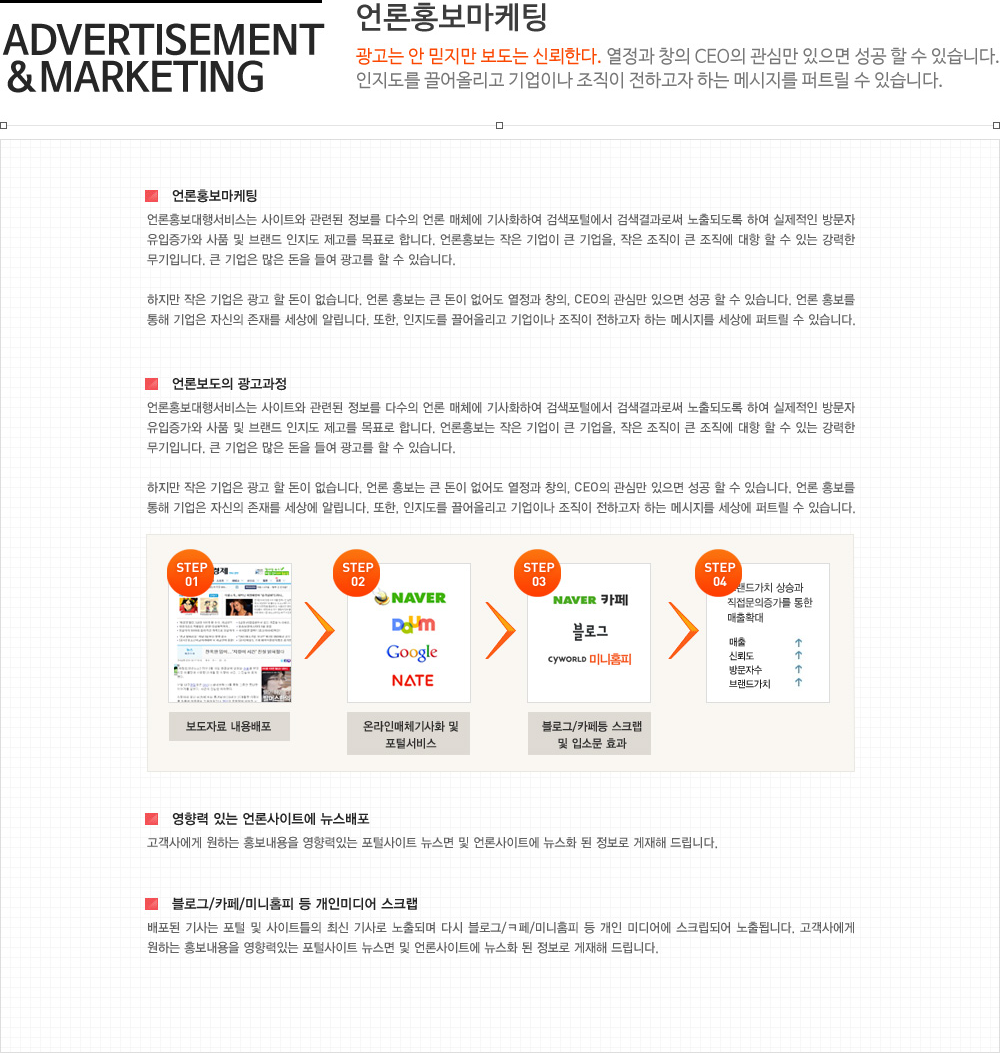 ADVERTISEMENT
&MARKETING
언론홍보마케팅
광고는 안 믿지만 보도는 신뢰한다. 열정과 창의 CEO의 관심만 있으면 성공 할 수 있습니다.
인지도를 끌어올리고 기업이나 조직이 전하고자 하는 메시지를 퍼트릴 수 있습니다.
언론홍보마케팅
언론홍보대행서비스는 사이트와 관련된 정보를 다수의 언론 매체에 기사화하여 검색포털에서 검색결과로써 노출되도록 하여 실제적인 방문자
유입증가와 사품 및 브랜드 인지도 제고를 목표로 합니다. 언론홍보는 작은 기업이 큰 기업을, 작은 조직이 큰 조직에 대항 할 수 있는 강력한
무기입니다. 큰 기업은 많은 돈을 들여 광고를 할 수 있습니다.
하지만 작은 기업은 광고 할 돈이 없습니다. 언론 홍보는 큰 돈이 없어도 열정과 창의, CEO의 관심만 있으면 성공 할 수 있습니다. 언론 홍보를
통해 기업은 자신의 존재를 세상에 알립니다. 또한, 인지도를 끌어올리고 기업이나 조직이 전하고자 하는 메시지를 세상에 퍼트릴 수 있습니다.
언론보도의 광고과정
언론홍보대행서비스는 사이트와 관련된 정보를 다수의 언론 매체에 기사화하여 검색포털에서 검색결과로써 노출되도록 하여 실제적인 방문자
유입증가와 사품 및 브랜드 인지도 제고를 목표로 합니다. 언론홍보는 작은 기업이 큰 기업을, 작은 조직이 큰 조직에 대항 할 수 있는 강력한
무기입니다. 큰 기업은 많은 돈을 들여 광고를 할 수 있습니다.
하지만 작은 기업은 광고 할 돈이 없습니다. 언론 홍보는 큰 돈이 없어도 열정과 창의, CEO의 관심만 있으면 성공 할 수 있습니다. 언론 홍보를
통해 기업은 자신의 존재를 세상에 알립니다. 또한, 인지도를 끌어올리고 기업이나 조직이 전하고자 하는 메시지를 세상에 퍼트릴 수 있습니다.
STEP
01
보도자료 내용배포
STEP
02
NAVER
Daum
Google
NATE
온라인매체기사화 및
포털서비스
STEP
03
NAVER 카페
블로그
CYWORLD 미니홈피
블로그/카페등 스크랩
및 입소문 효과
STEP
04
랜드가치 상승과
직접문의증가를 통한
매출확대
매출 ↑
신뢰도 ↑
방문자수 ↑
브랜드가치 ↑
영향력 있는 언론사이트에 뉴스배포
고객사에게 원하는 홍보내용을 영향력있는 포털사이트 뉴스면 및 언론사이트에 뉴스화 된 정보로 게재해 드립니다.
블로그/카페/미니홈피 등 개인미디어 스크랩
배포된 기사는 포털 및 사이트들의 최신 기사로 노출되며 다시 블로그/ㅋ페/미니홈피 등 개인 미디어에 스크립되어 노출됩니다. 고객사에게
원하는 홍보내용을 영향력있는 포털사이트 뉴스면 및 언론사이트에 뉴스화 된 정보로 게재해 드립니다.